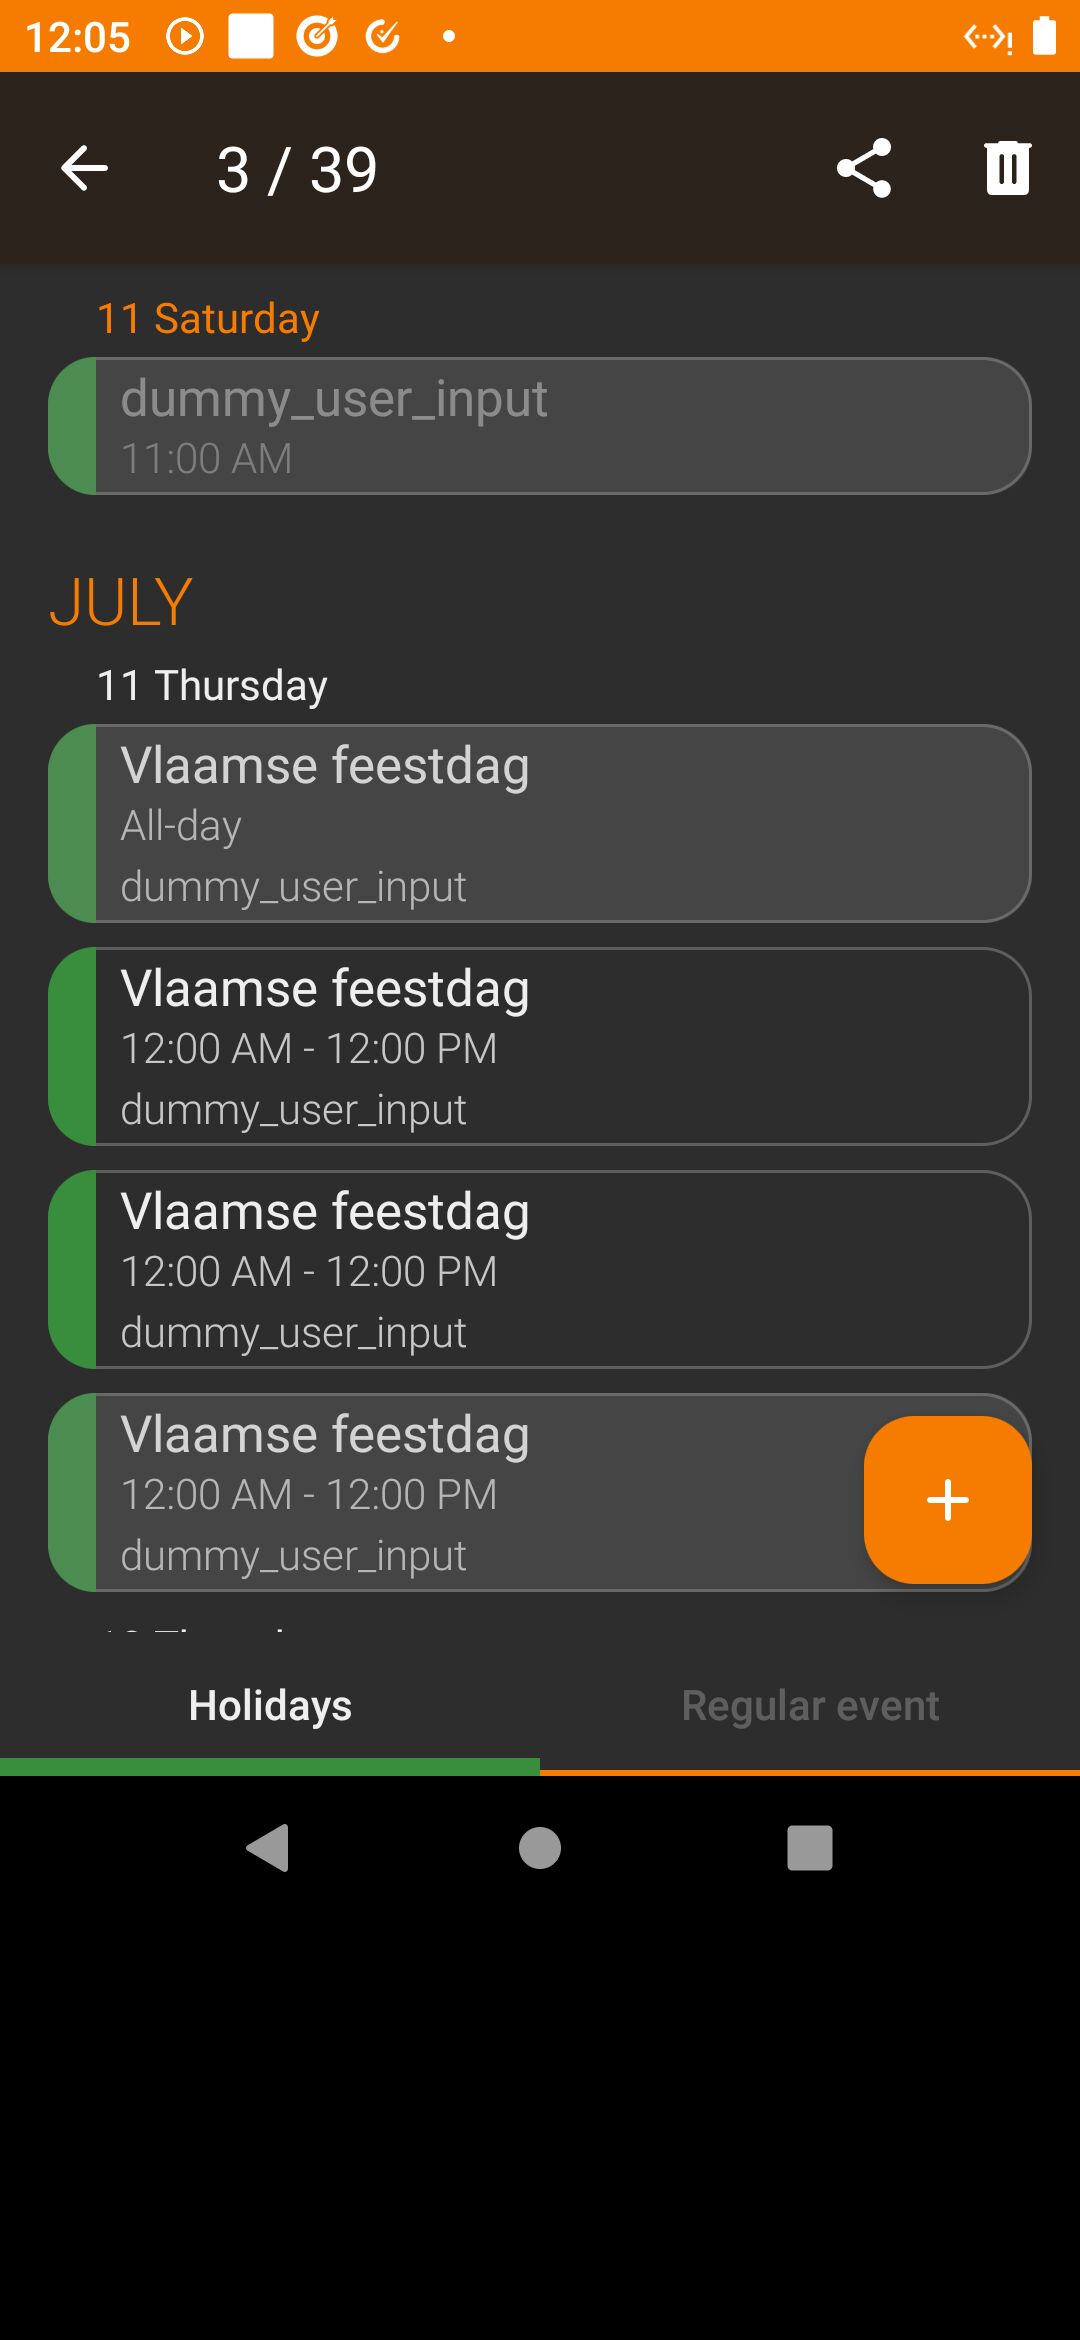 12:05
3 / 39
11 Saturday
dummy_user_input
11:00 AM
JULY
11 Thursday
Vlaamse feestdag
All-day
dummy_user_input
Vlaamse feestdag
12:00 AM - 12:00 PM
dummy_user_input
Vlaamse feestdag
12:00 AM - 12:00 PM
dummy_user_input
Vlaamse feestdag
12:00 AM - 12:00 PM
dummy_user_input
Holidays
Regular event